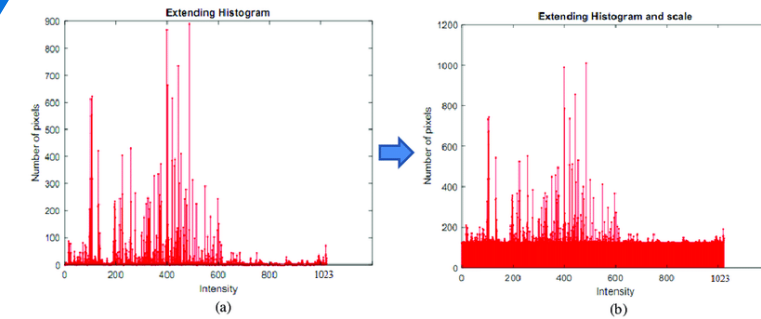 Extending Histogram
Number of pixels
900
800
700
600
500
400
300
200
100
0
0 200 400 600 800 1023
Intensity
(a)
Extending Histogram and scale
Number of pixels
1200
1000
800
600
400
200
0
0 200 400 600 800 1023
Intensity
(b)